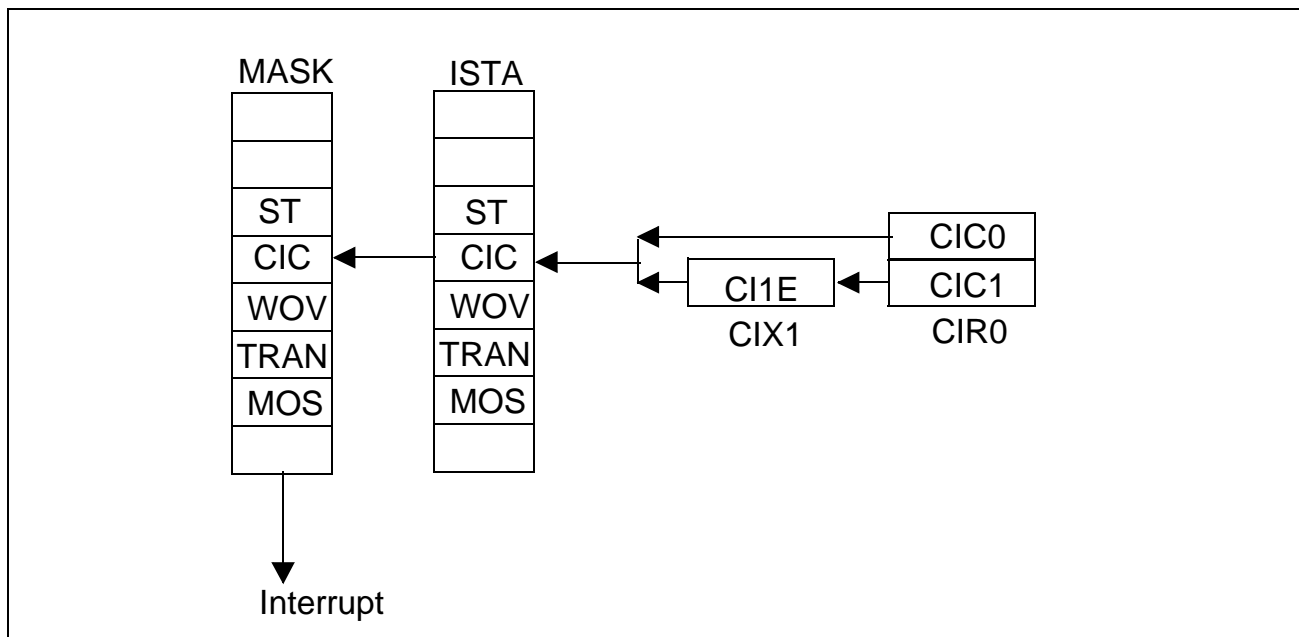 MASK
ISTA
ST
ST
CIC0
CIC
CIC
CI1E
CIC1
WOV
WOV
CIX1
CIR0
TRAN
TRAN
MOS
MOS
Interrupt